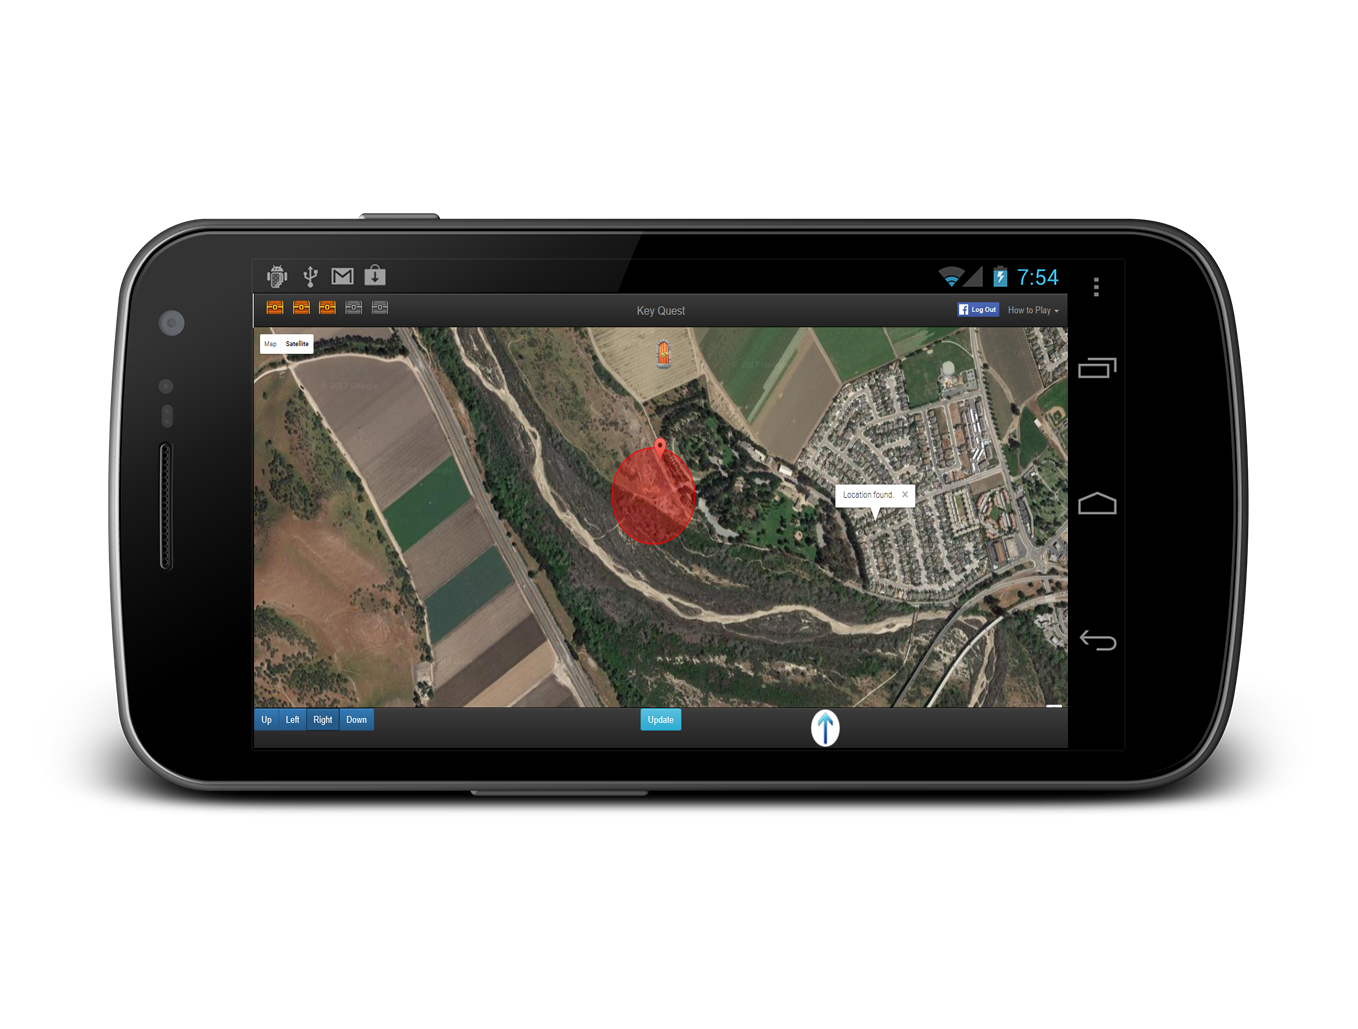 7:54
Key Quest
Log Out
How to Play
Map Satellite
Location found. ×
Up Left Right Down
Update